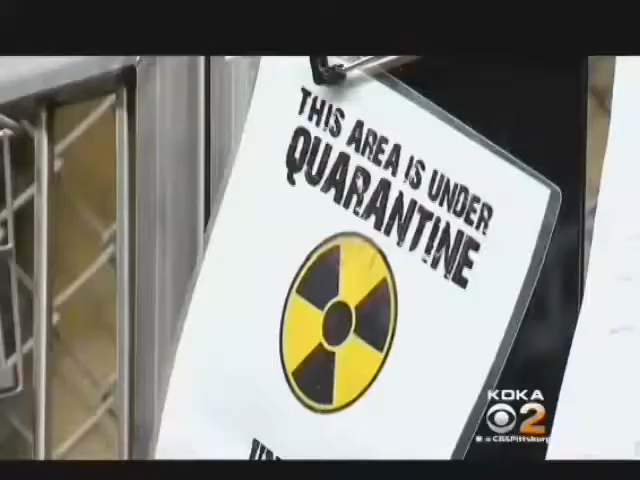 THIS AREA IS UNDER
QUARANTINE
KDKA
2
CBSPittsburgh